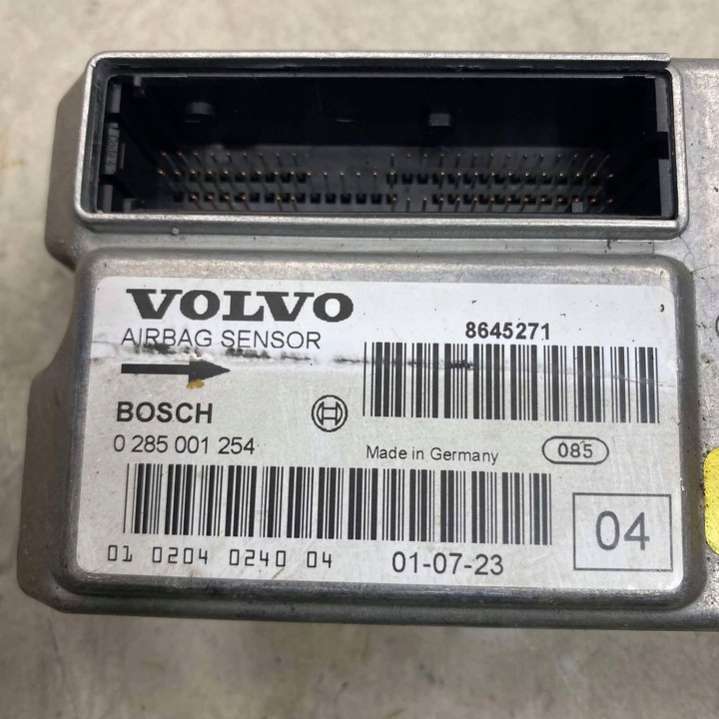 VOLVO
AIRBAG SENSOR
8645271
BOSCH
0 285 001 254
Made in Germany
085
04
01 0204 0240 04
01-07-23